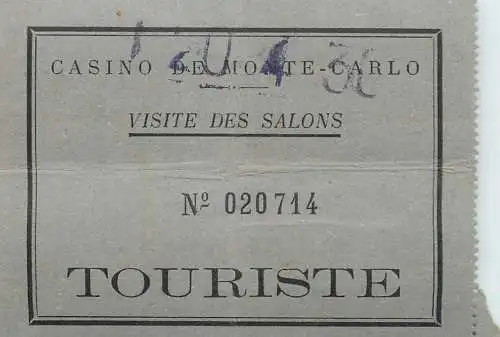 CASINO DE MONTE-CARLO
VISITE DES SALONS
Nº 020714
TOURISTE